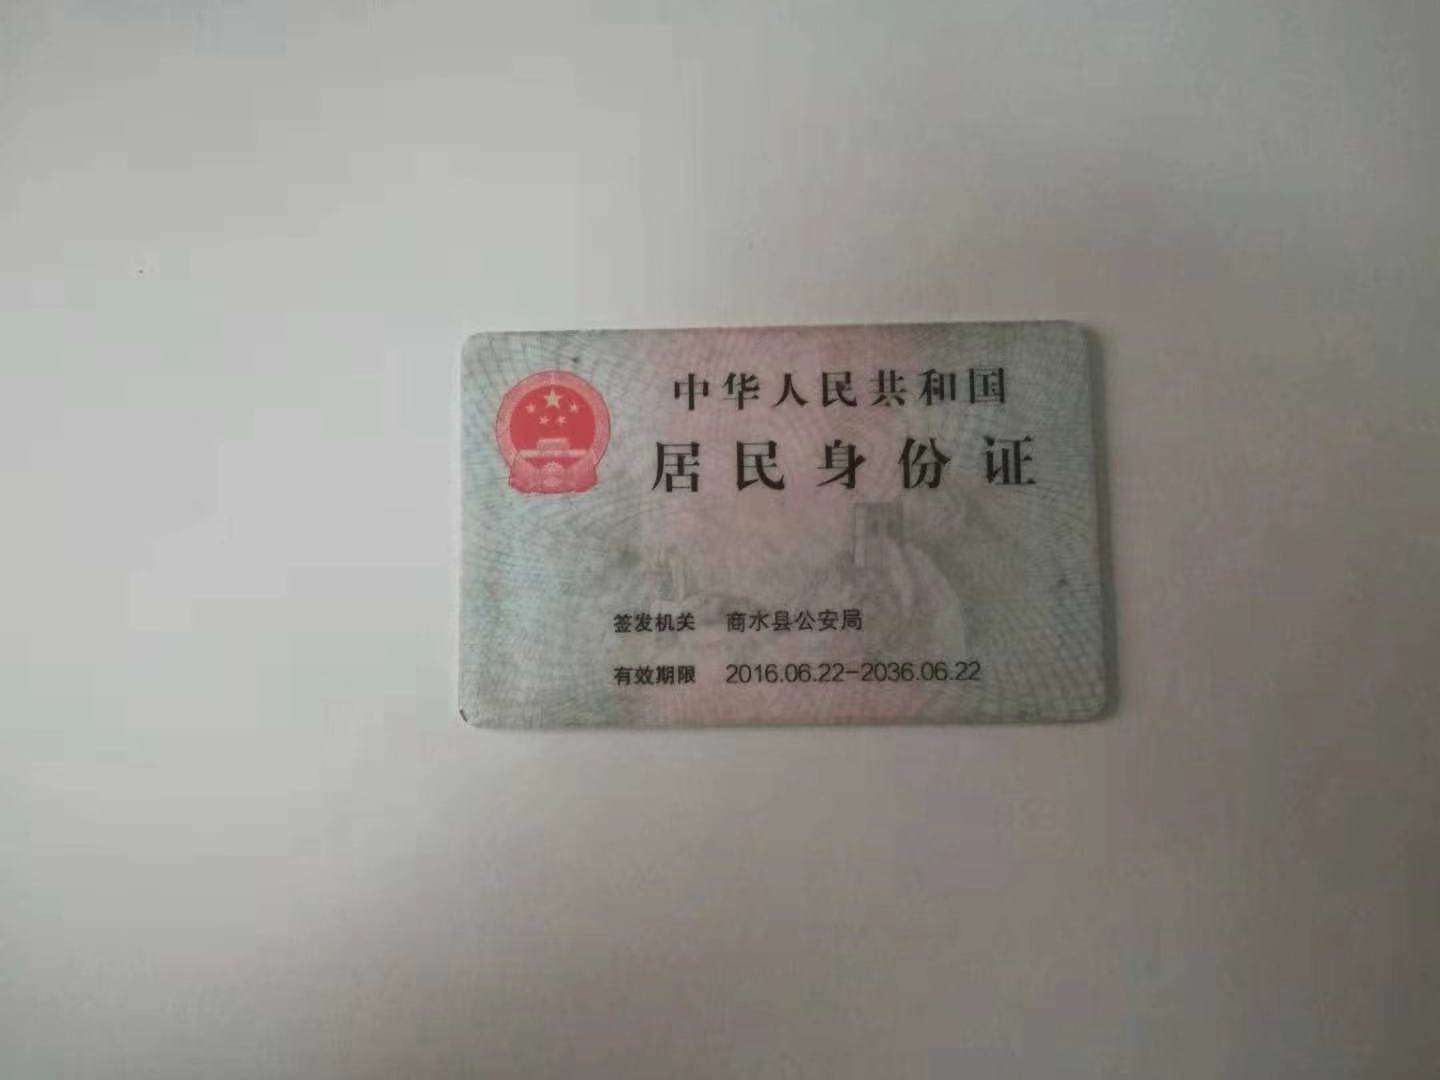 中华人民共和国
居民身份证
签发机关 商水县公安局
有效期限 2016.06.22-2036.06.22